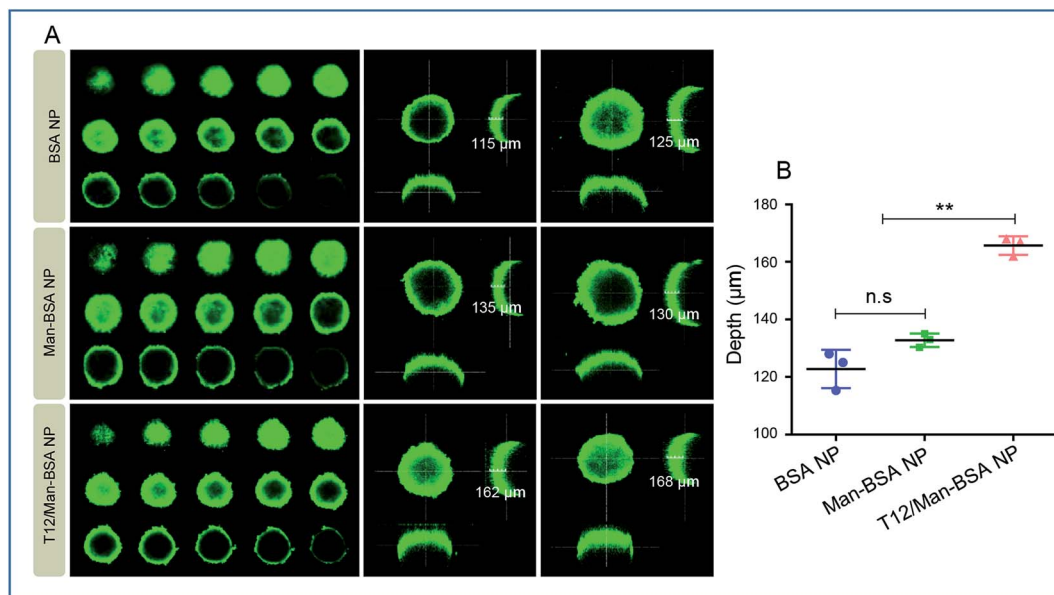 A
BSA NP
115 µm
125 µm
Man-BSA NP
135 µm
130 µm
T12/Man-BSA NP
162 µm
168 µm
B
180
160
140
120
100
Depth (µm)
**
n.s
BSA NP
Man-BSA NP
T12/Man-BSA NP